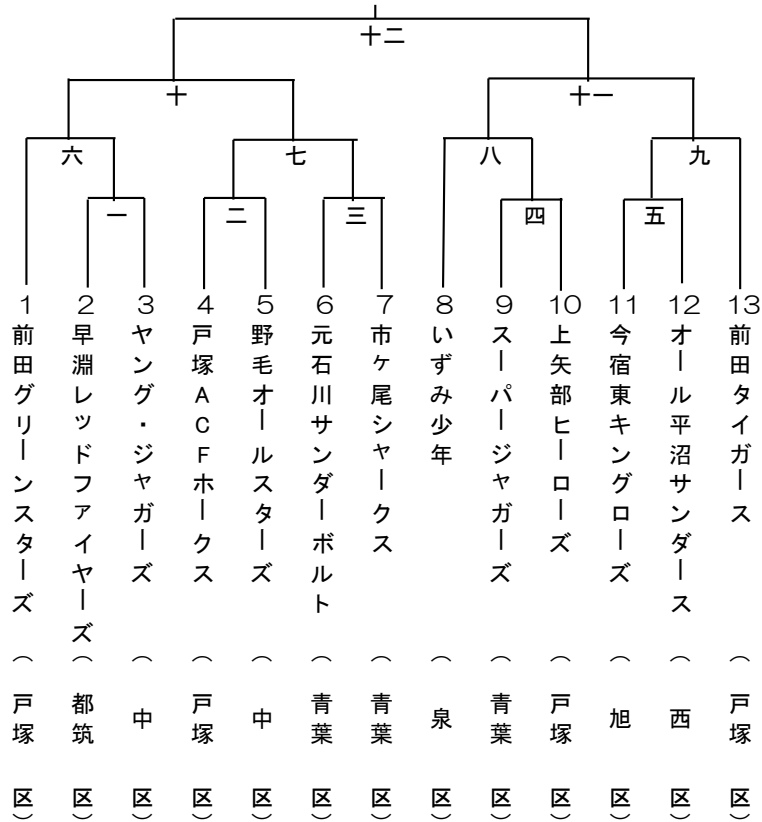 十二
十
十一
六
七
八
九
一
二
三
四
五
1 前田グリーンスターズ（戸塚区）
2 早淵レッドファイヤーズ（都筑区）
3 ヤング・ジャガーズ（中区）
4 戸塚ACFホークス（戸塚区）
5 野毛オールスターズ（中区）
6 元石川サンダーボルト（青葉区）
7 市ケ尾シャークス（青葉区）
8 いずみ少年（泉区）
9 スーパージャガーズ（青葉区）
10 上矢部ヒーローズ（戸塚区）
11 今宿東キングローズ（旭区）
12 オール平沼サンダース（西区）
13 前田タイガース（戸塚区）